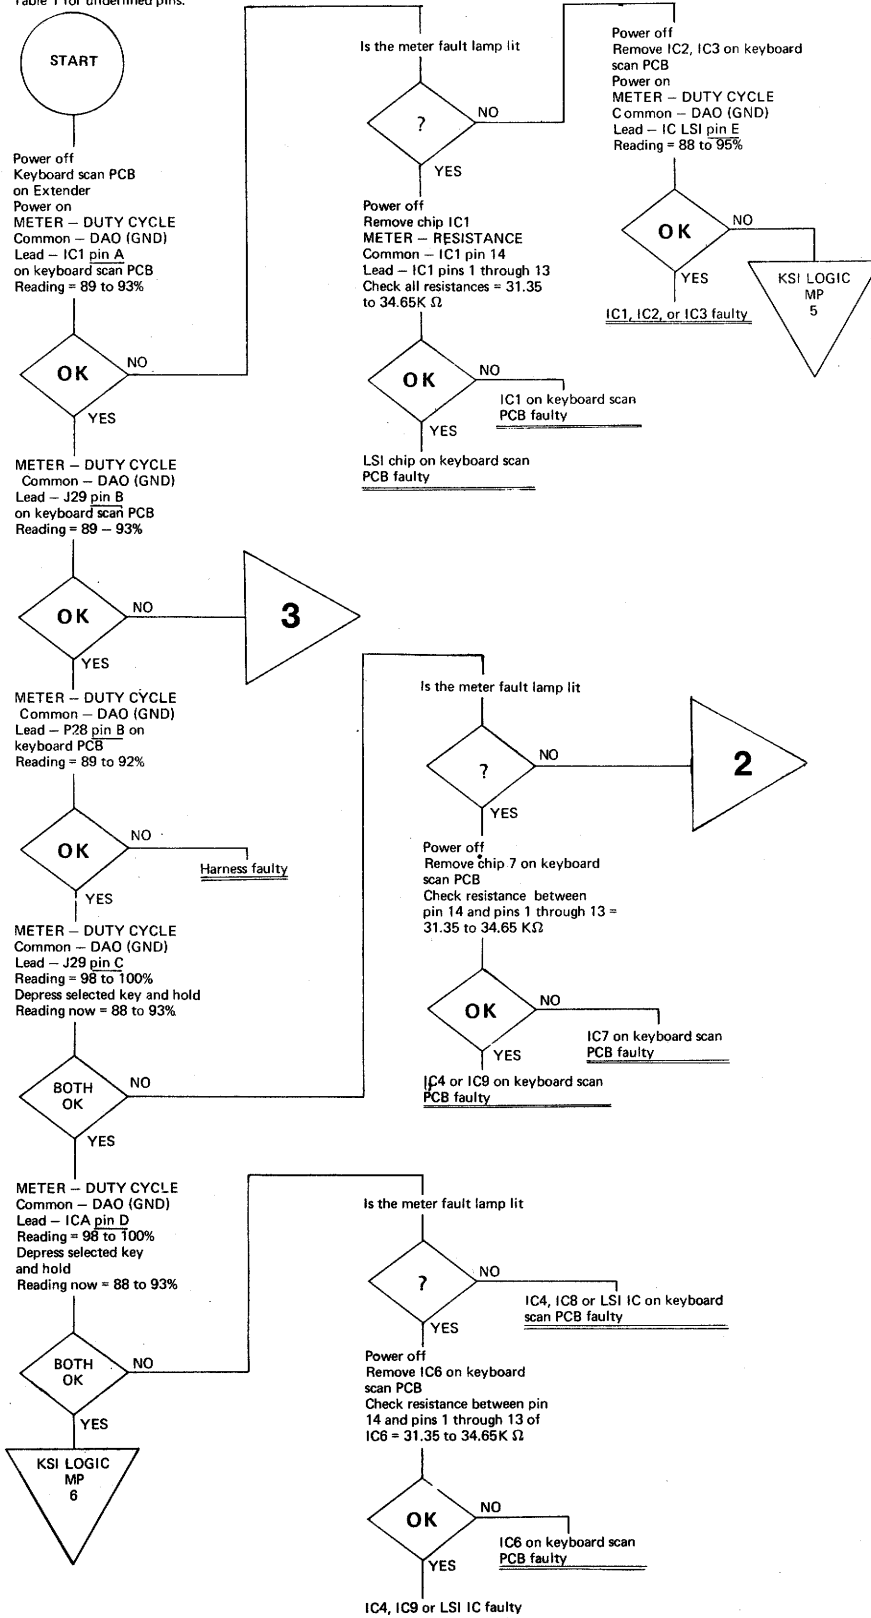 Table 1 for undefined pins.
START
Power off
Keyboard scan PCB
on Extender
Power on
METER – DUTY CYCLE
Common – DAO (GND)
Lead – IC1 pin A
on keyboard scan PCB
Reading = 89 to 93%
OK
NO
YES
METER – DUTY CYCLE
Common – DAO (GND)
Lead – J29 pin B
on keyboard scan PCB
Reading = 89 – 93%
OK
NO
3
YES
METER – DUTY CYCLE
Common – DAO (GND)
Lead – P28 pin B on
keyboard PCB
Reading = 89 to 92%
OK
NO
Harness faulty
YES
METER – DUTY CYCLE
Common – DAO (GND)
Lead – J29 pin C
Reading = 98 to 100%
Depress selected key and hold
Reading now = 88 to 93%
BOTH
OK
NO
YES
METER – DUTY CYCLE
Common – DAO (GND)
Lead – ICA pin D
Reading = 98 to 100%
Depress selected key
and hold
Reading now = 88 to 93%
BOTH
OK
NO
YES
KSI LOGIC
MP
6
Is the meter fault lamp lit
?
NO
YES
Power off
Remove chip IC1
METER – RESISTANCE
Common – IC1 pin 14
Lead – IC1 pins 1 through 13
Check all resistances = 31.35
to 34.65K Ω
OK
NO
IC1 on keyboard scan
PCB faulty
YES
LSI chip on keyboard scan
PCB faulty
Power off
Remove IC2, IC3 on keyboard
scan PCB
Power on
METER – DUTY CYCLE
Common – DAO (GND)
Lead – IC LSI pin E
Reading = 88 to 95%
OK
NO
KSI LOGIC
MP
5
YES
IC1, IC2, or IC3 faulty
Is the meter fault lamp lit
?
NO
2
YES
Power off
Remove chip 7 on keyboard
scan PCB
Check resistance between
pin 14 and pins 1 through 13 =
31.35 to 34.65 KΩ
OK
NO
IC7 on keyboard scan
PCB faulty
YES
IC4 or IC9 on keyboard scan
PCB faulty
Is the meter fault lamp lit
?
NO
IC4, IC8 or LSI IC on keyboard
scan PCB faulty
YES
Power off
Remove IC6 on keyboard
scan PCB
Check resistance between pin
14 and pins 1 through 13 of
IC6 = 31.35 to 34.65K Ω
OK
NO
IC6 on keyboard scan
PCB faulty
YES
IC4, IC9 or LSI IC faulty